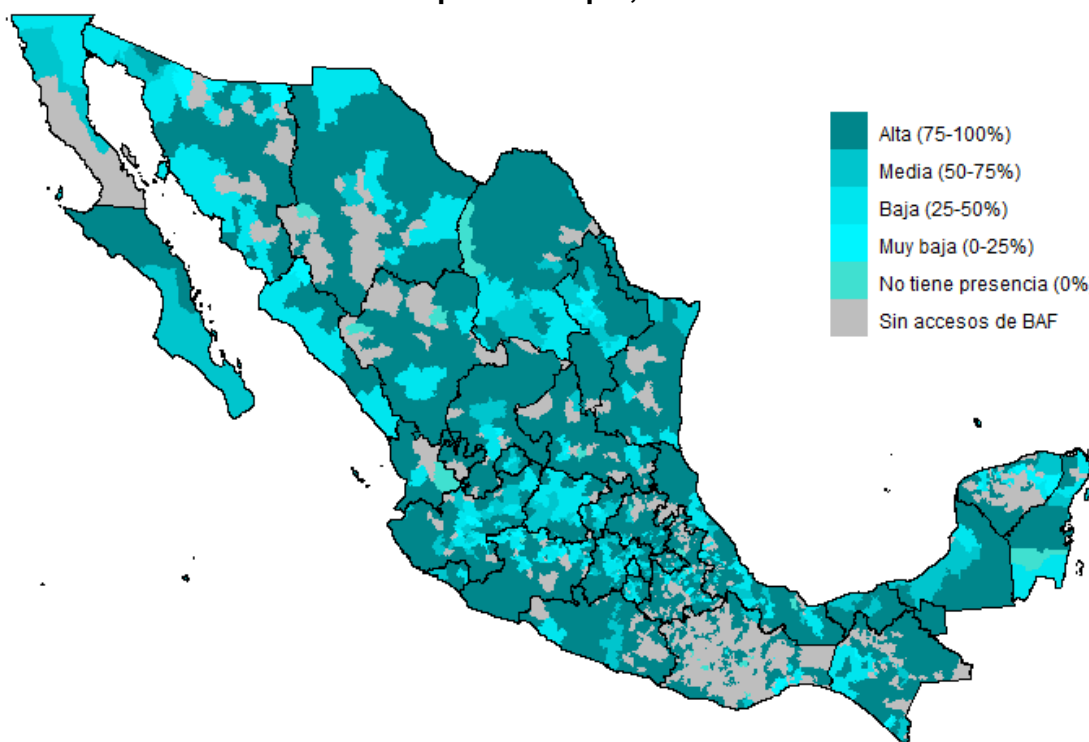 Alta (75-100%)
Media (50-75%)
Baja (25-50%)
Muy baja (0-25%)
No tiene presencia (0%
Sin accesos de BAF